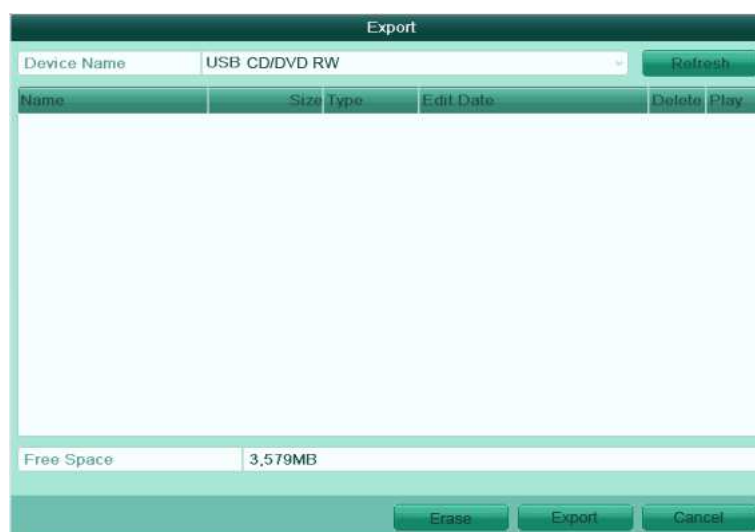 Export
Device Name USB CD/DVD RW Refresh
Name Size Type Edit Date Delete Play
Free Space 3,579MB
Erase Export Cancel